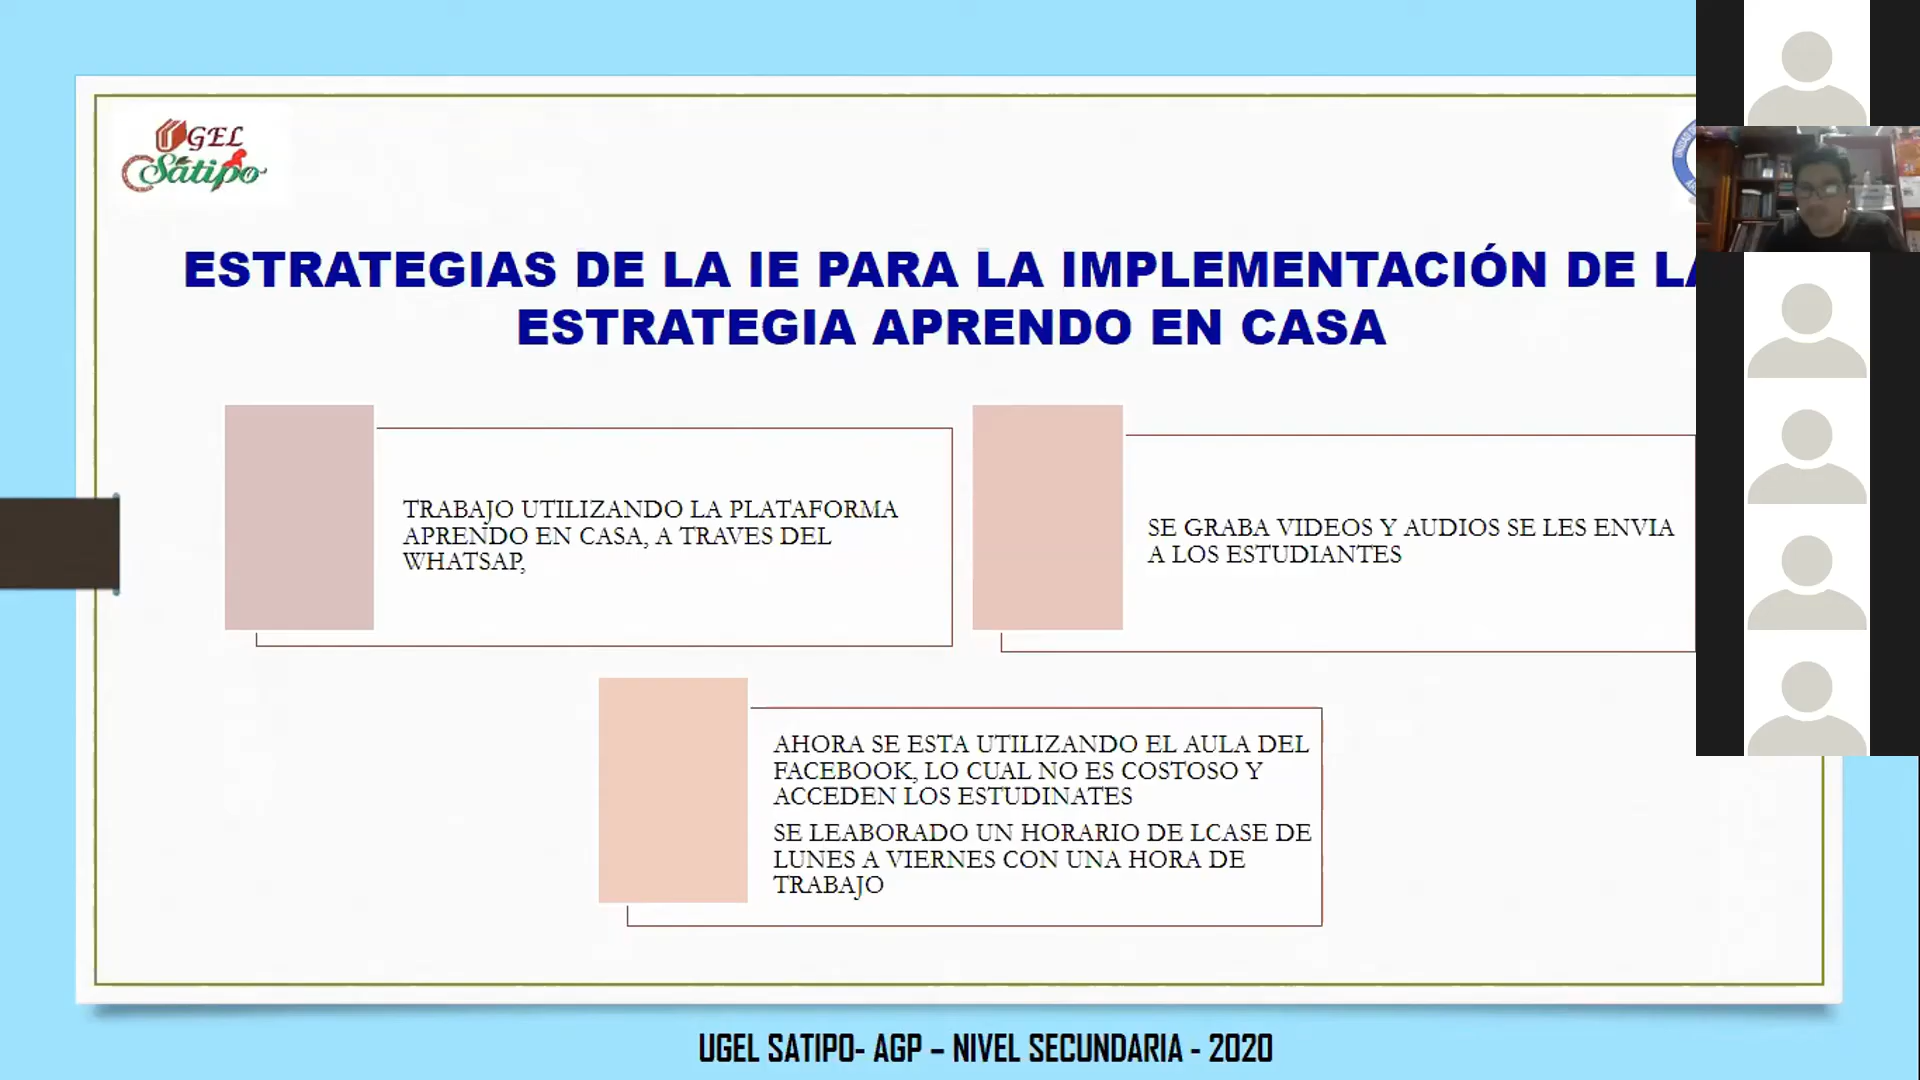 UGEL
Satipo
ESTRATEGIAS DE LA IE PARA LA IMPLEMENTACIÓN DE LA
ESTRATEGIA APRENDO EN CASA
TRABAJO UTILIZANDO LA PLATAFORMA
APRENDO EN CASA, A TRAVES DEL
WHATSAP,
SE GRABA VIDEOS Y AUDIOS SE LES ENVIA
A LOS ESTUDIANTES
AHORA SE ESTA UTILIZANDO EL AULA DEL
FACEBOOK, LO CUAL NO ES COSTOSO Y
ACCEDEN LOS ESTUDINATES
SE LEABORADO UN HORARIO DE LCASE DE
LUNES A VIERNES CON UNA HORA DE
TRABAJO
UGEL SATIPO- AGP – NIVEL SECUNDARIA - 2020